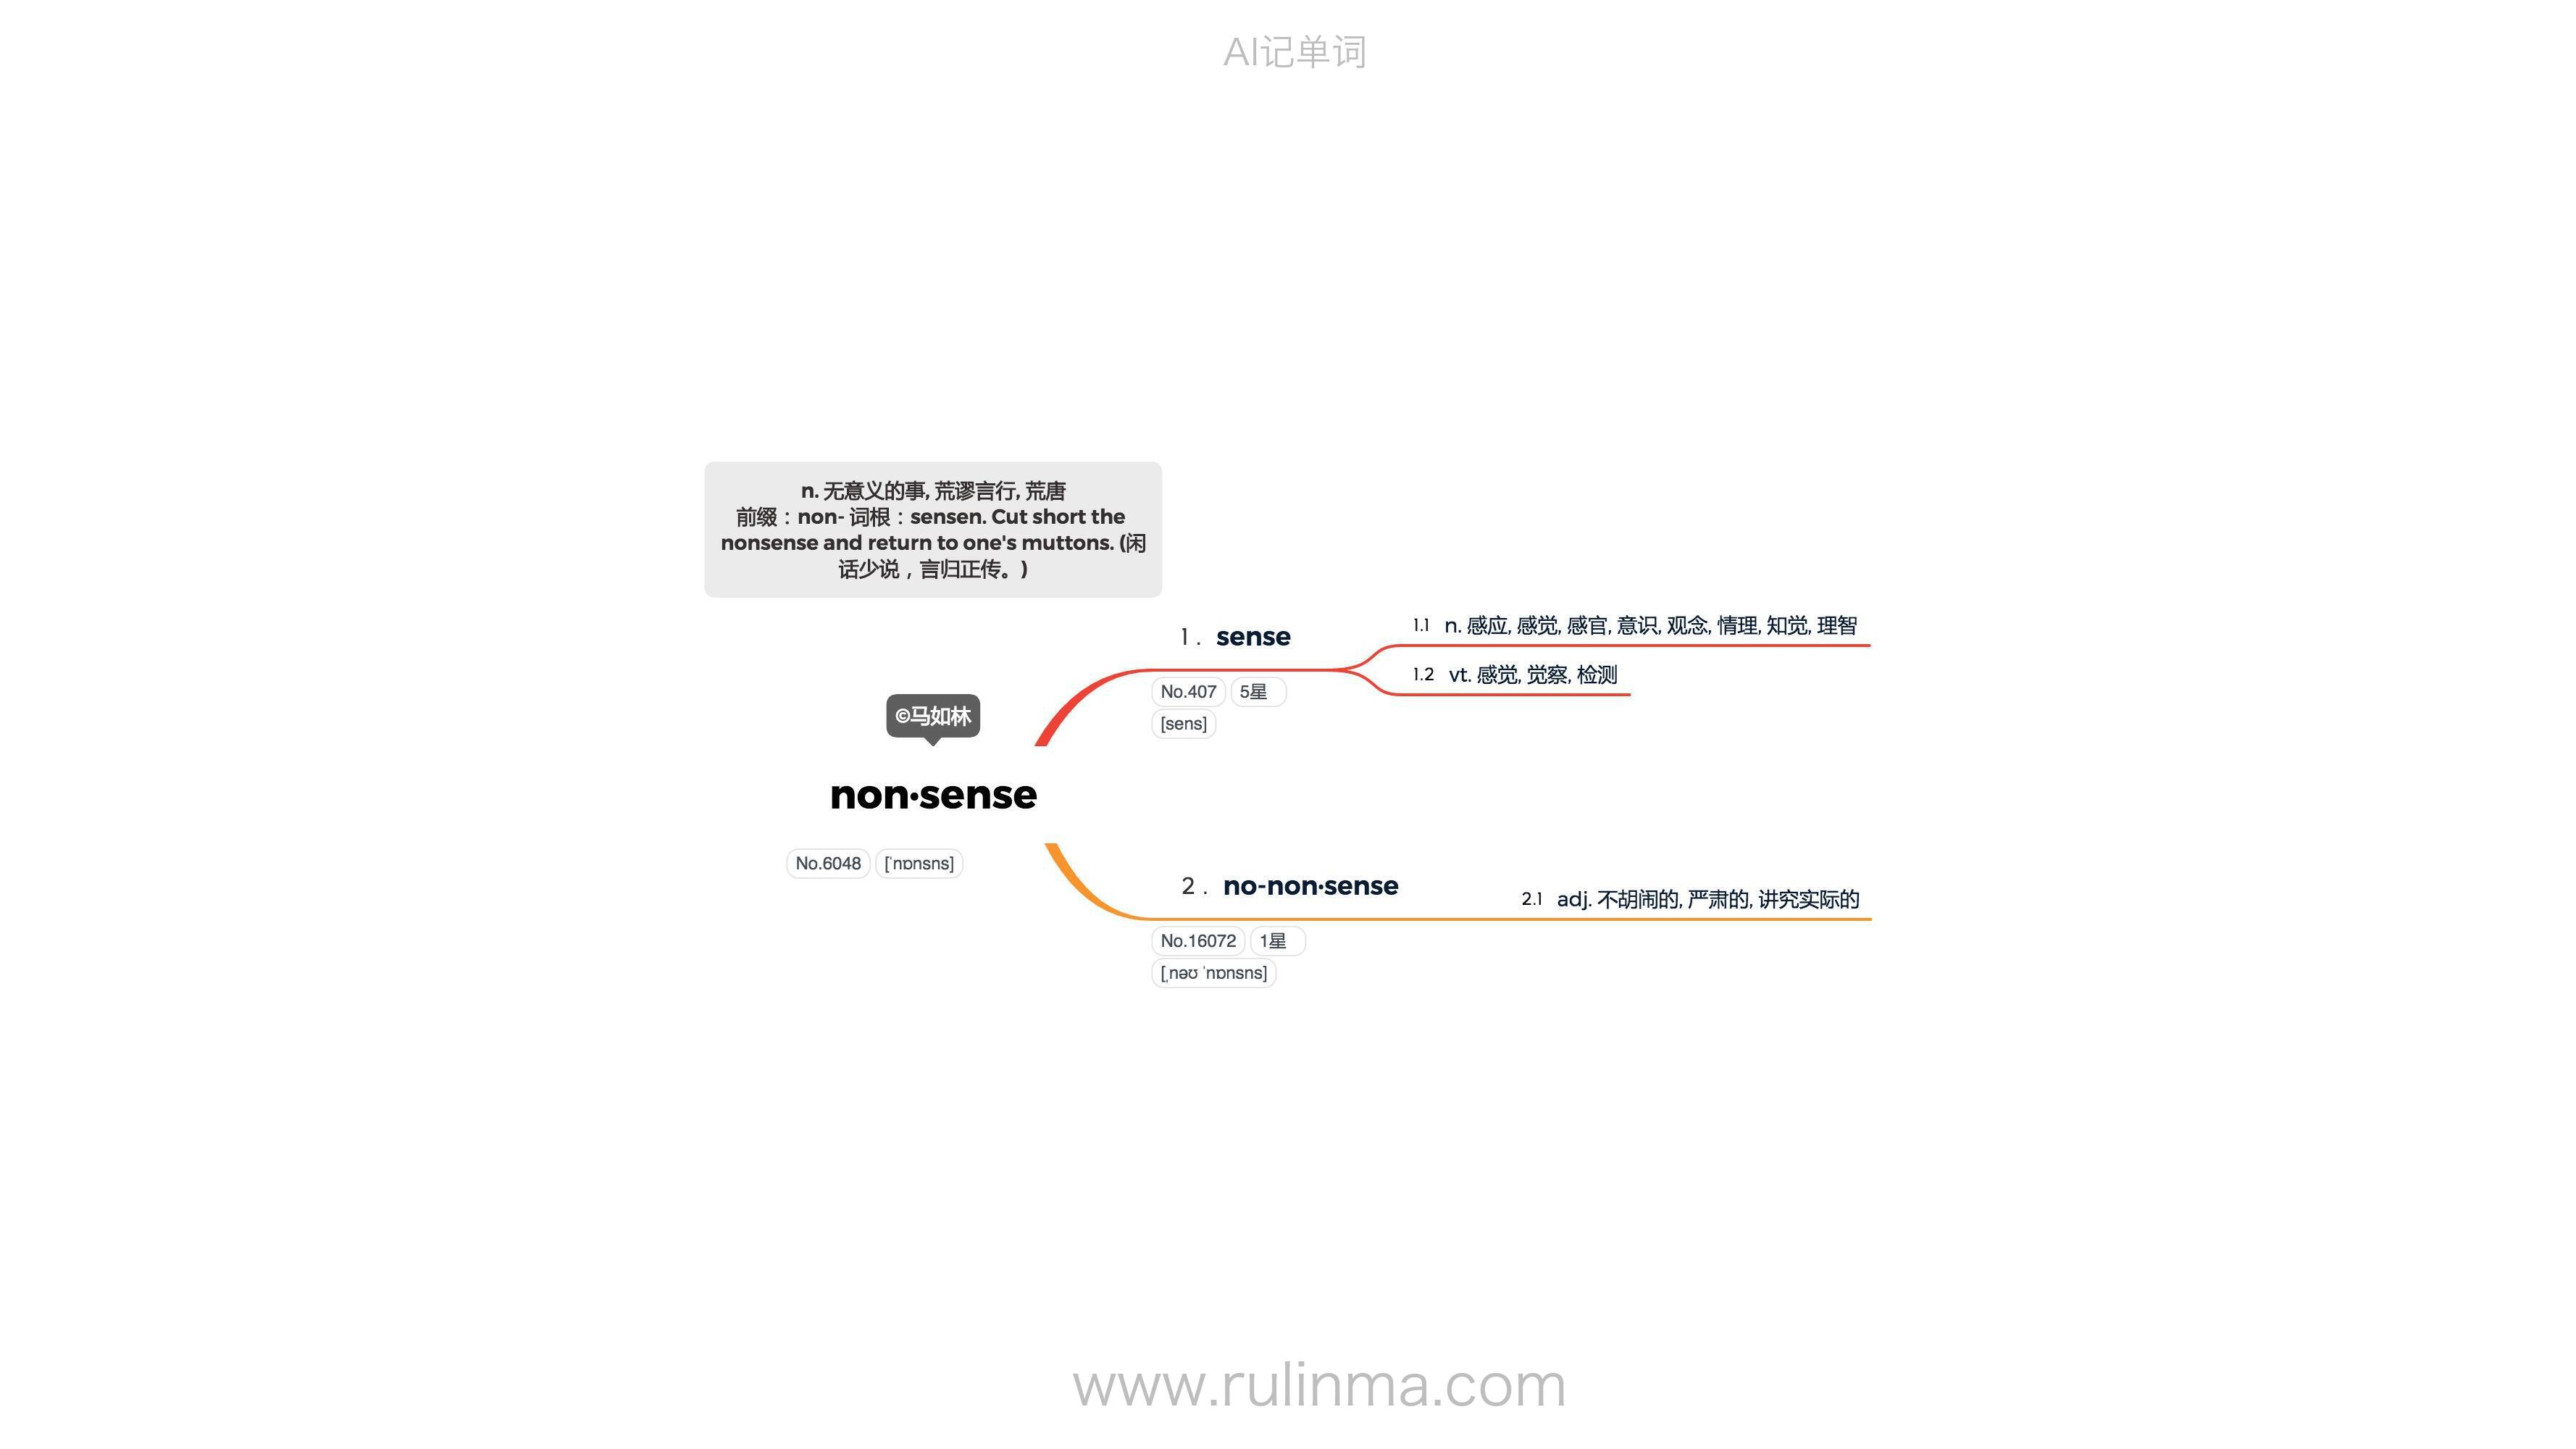 AI记单词
n. 无意义的事, 荒谬言行, 荒唐
前缀：non- 词根：sensen. Cut short the
nonsense and return to one's muttons. (闲
话少说，言归正传。)
1. sense
No.407 5星
[sens]
1.1 n. 感应, 感觉, 感官, 意识, 观念, 情理, 知觉, 理智
1.2 vt. 感觉, 觉察, 检测
©马如林
non·sense
No.6048 [ˈnɒnsns]
2. no-non·sense
2.1 adj. 不胡闹的, 严肃的, 讲究实际的
No.16072 1星
[ˌnəʊ ˈnɒnsns]
www.rulinma.com